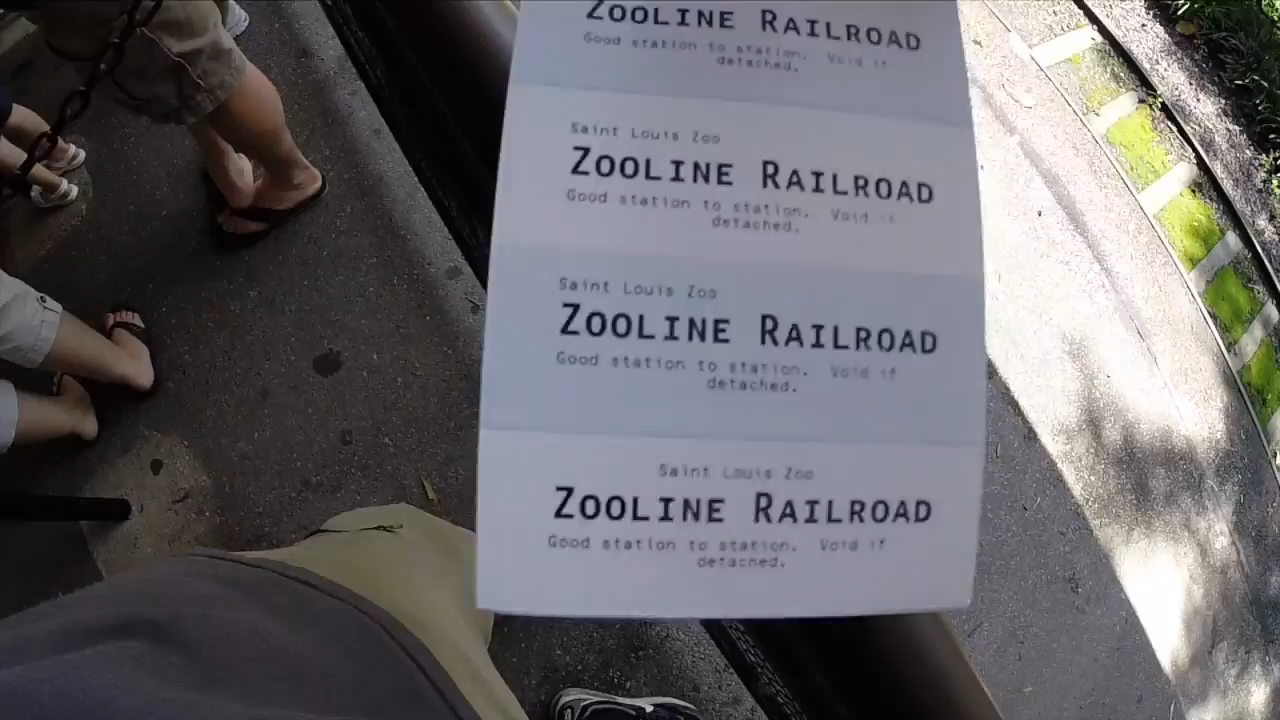 ZOOLINE RAILROAD
Good station to station. Void if
detached.
Saint Louis Zoo
ZOOLINE RAILROAD
Good station to station. Void if
detached.
Saint Louis Zoo
ZOOLINE RAILROAD
Good station to station. Void if
detached.
Saint Louis Zoo
ZOOLINE RAILROAD
Good station to station. Void if
detached.